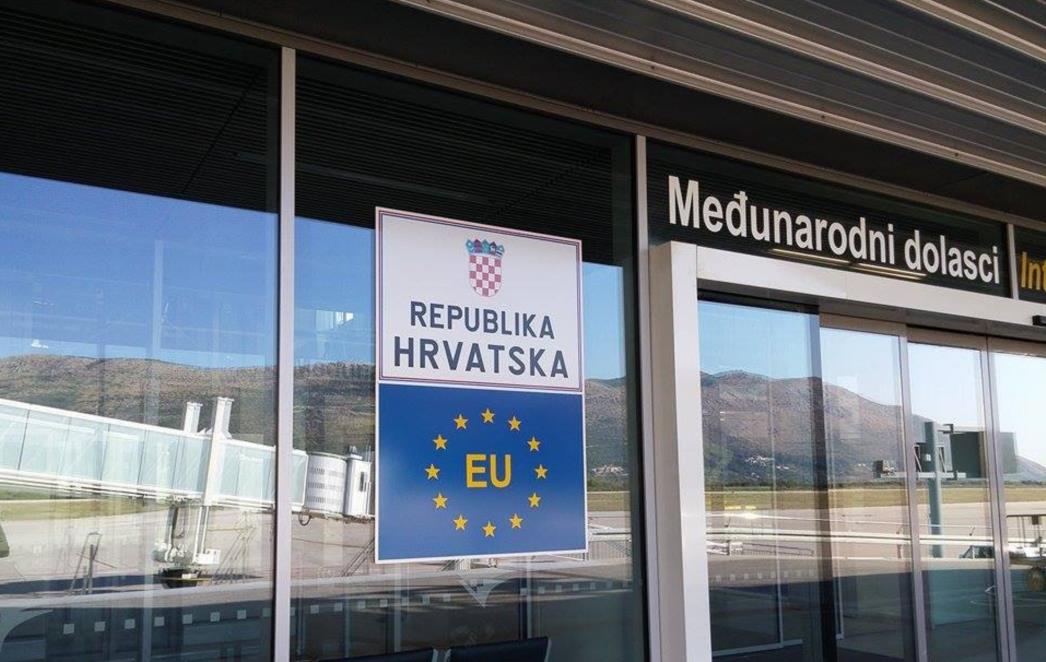 REPUBLIKA
HRVATSKA
EU
Međunarodni dolasci